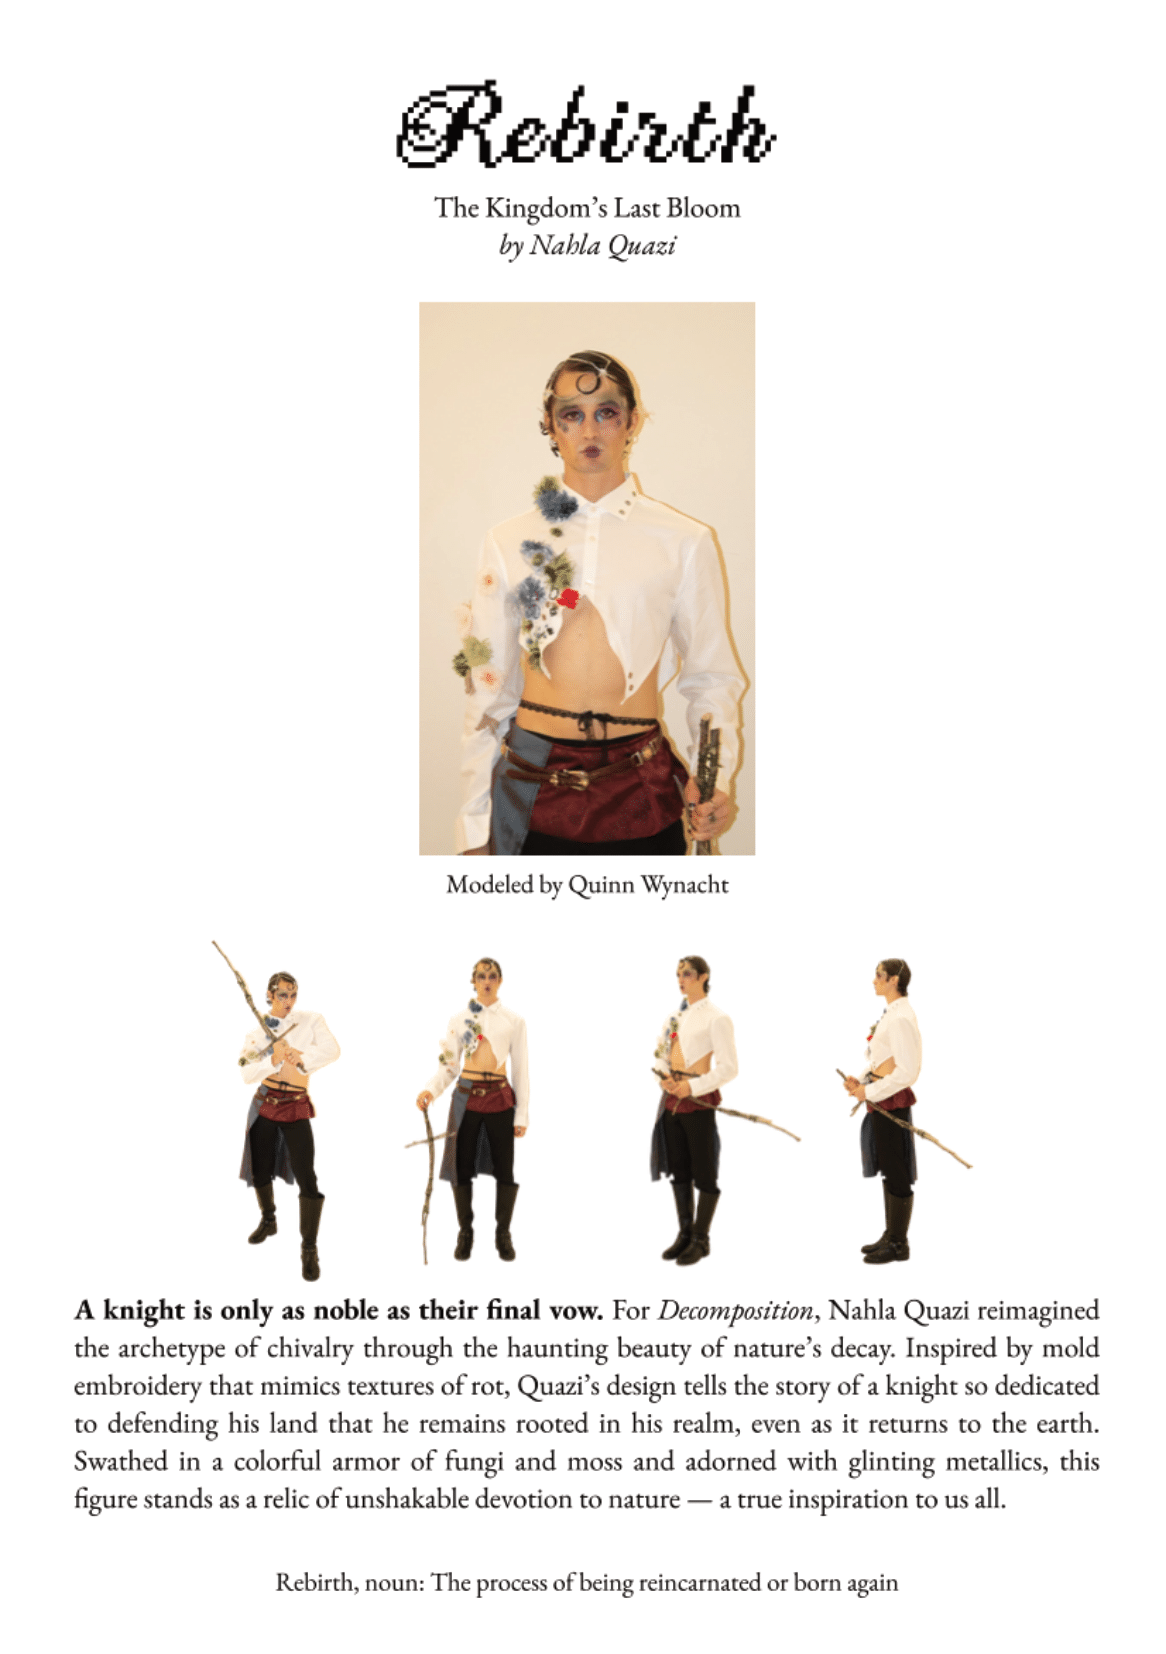 Rebirth
The Kingdom’s Last Bloom
by Nahla Quazi
Modeled by Quinn Wynacht
A knight is only as noble as their final vow. For Decomposition, Nahla Quazi reimagined
the archetype of chivalry through the haunting beauty of nature’s decay. Inspired by mold
embroidery that mimics textures of rot, Quazi’s design tells the story of a knight so dedicated
to defending his land that he remains rooted in his realm, even as it returns to the earth.
Swathed in a colorful armor of fungi and moss and adorned with glinting metallics, this
figure stands as a relic of unshakable devotion to nature — a true inspiration to us all.
Rebirth, noun: The process of being reincarnated or born again